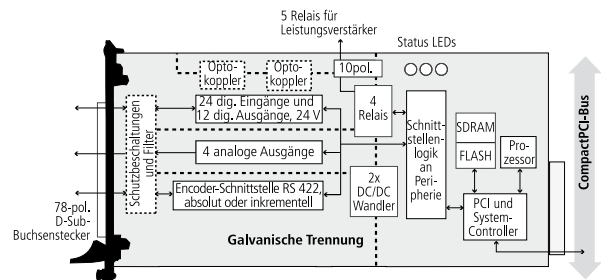 5 Relais für
Leistungsverstärker
Status LEDs
Opto-
koppler
Opto-
koppler
10pol.
24 dig. Eingänge und
12 dig. Ausgänge, 24 V
4
Relais
Schutzbeschaltungen
und Filter
4 analoge Ausgänge
Schnitt-
stellen-
logik
an
Peri-
pherie
SDRAM
FLASH
Pro-
zessor
CompactPCI-Bus
Encoder-Schnittstelle RS 422,
absolut oder inkrementell
2x
DC/DC
Wandler
PCI und
System-
Controller
78-pol.
D-Sub-
Buchsenstecker
Galvanische Trennung